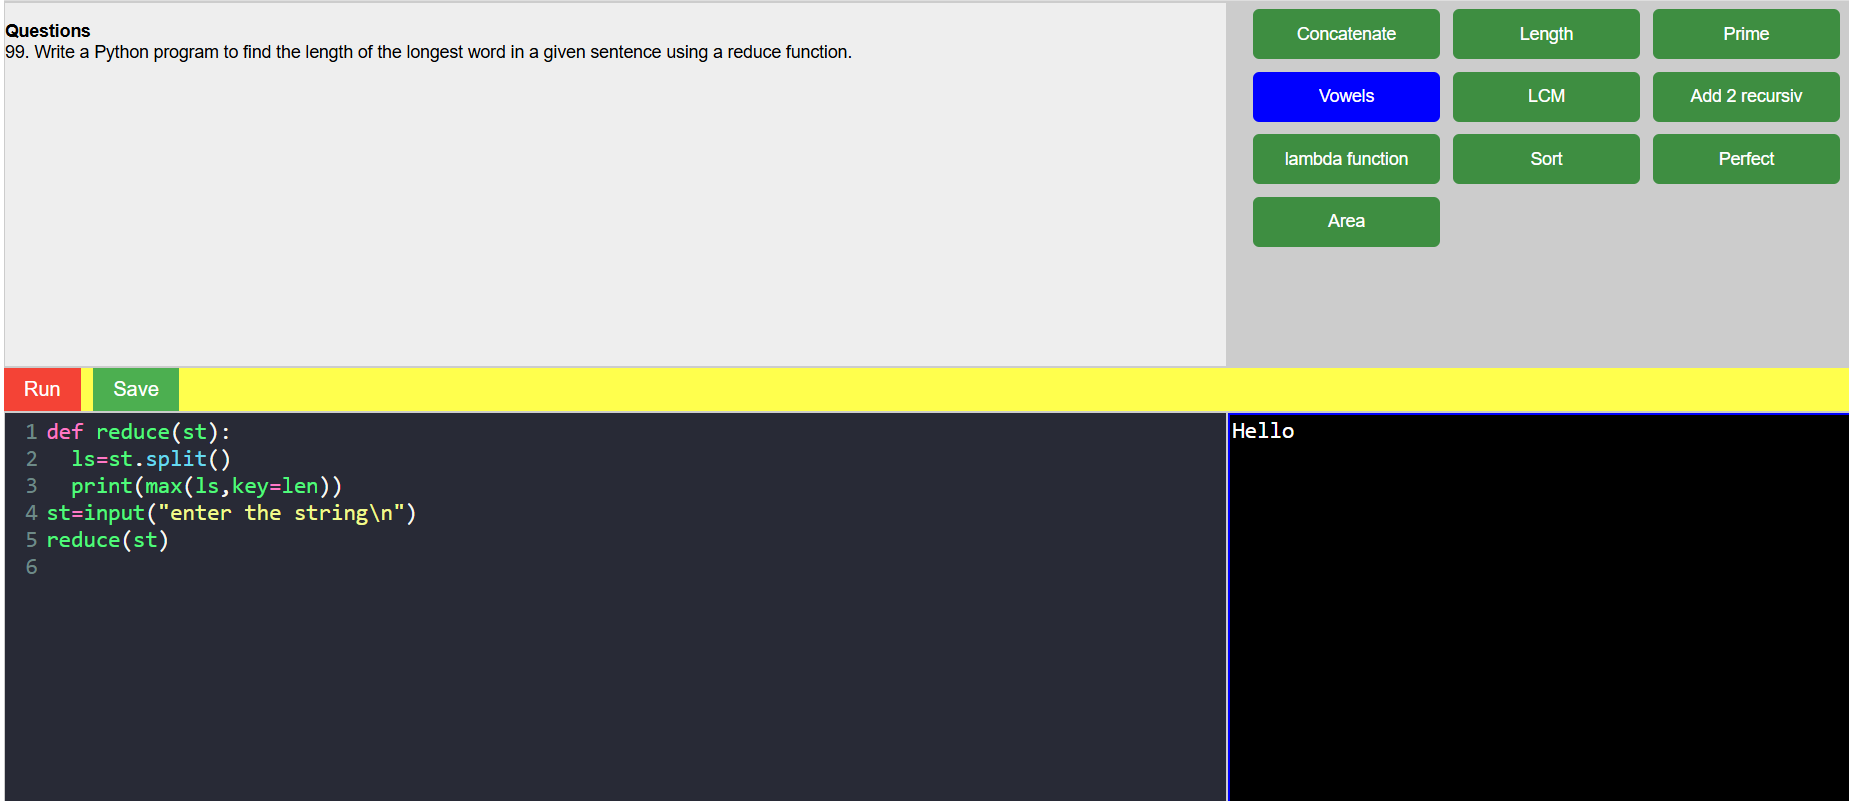 Questions
99. Write a Python program to find the length of the longest word in a given sentence using a reduce function.
Concatenate
Length
Prime
Vowels
LCM
Add 2 recursiv
lambda function
Sort
Perfect
Area
Run
Save
1 def reduce(st):
2   ls=st.split()
3   print(max(ls,key=len))
4 st=input("enter the string\n")
5 reduce(st)
6
Hello